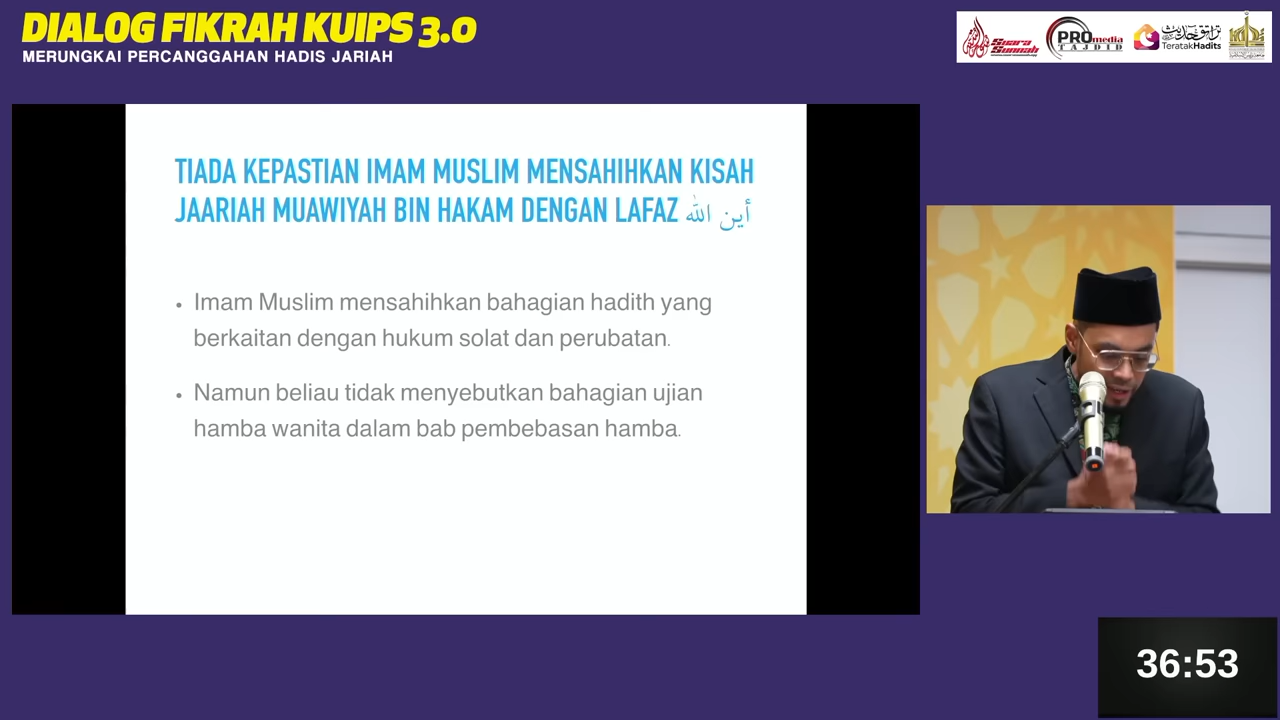 DIALOG FIKRAH KUIPS 3.0
MERUNGKAI PERCANGGAHAN HADIS JARIAH
Suara Sunnah
PROmedia
TAJDID
TeratakHadits
TIADA KEPASTIAN IMAM MUSLIM MENSAHIHKAN KISAH
JAARIAH MUAWIYAH BIN HAKAM DENGAN LAFAZ أين الله
• Imam Muslim mensahihkan bahagian hadith yang
berkaitan dengan hukum solat dan perubatan.
• Namun beliau tidak menyebutkan bahagian ujian
hamba wanita dalam bab pembebasan hamba.
36:53